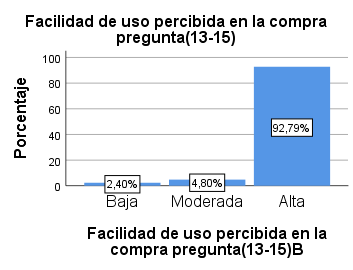 Facilidad de uso percibida en la compra
pregunta(13-15)
Porcentaje
100
80
60
40
20
0
2,40%
4,80%
92,79%
Baja
Moderada
Alta
Facilidad de uso percibida en la
compra pregunta(13-15)B